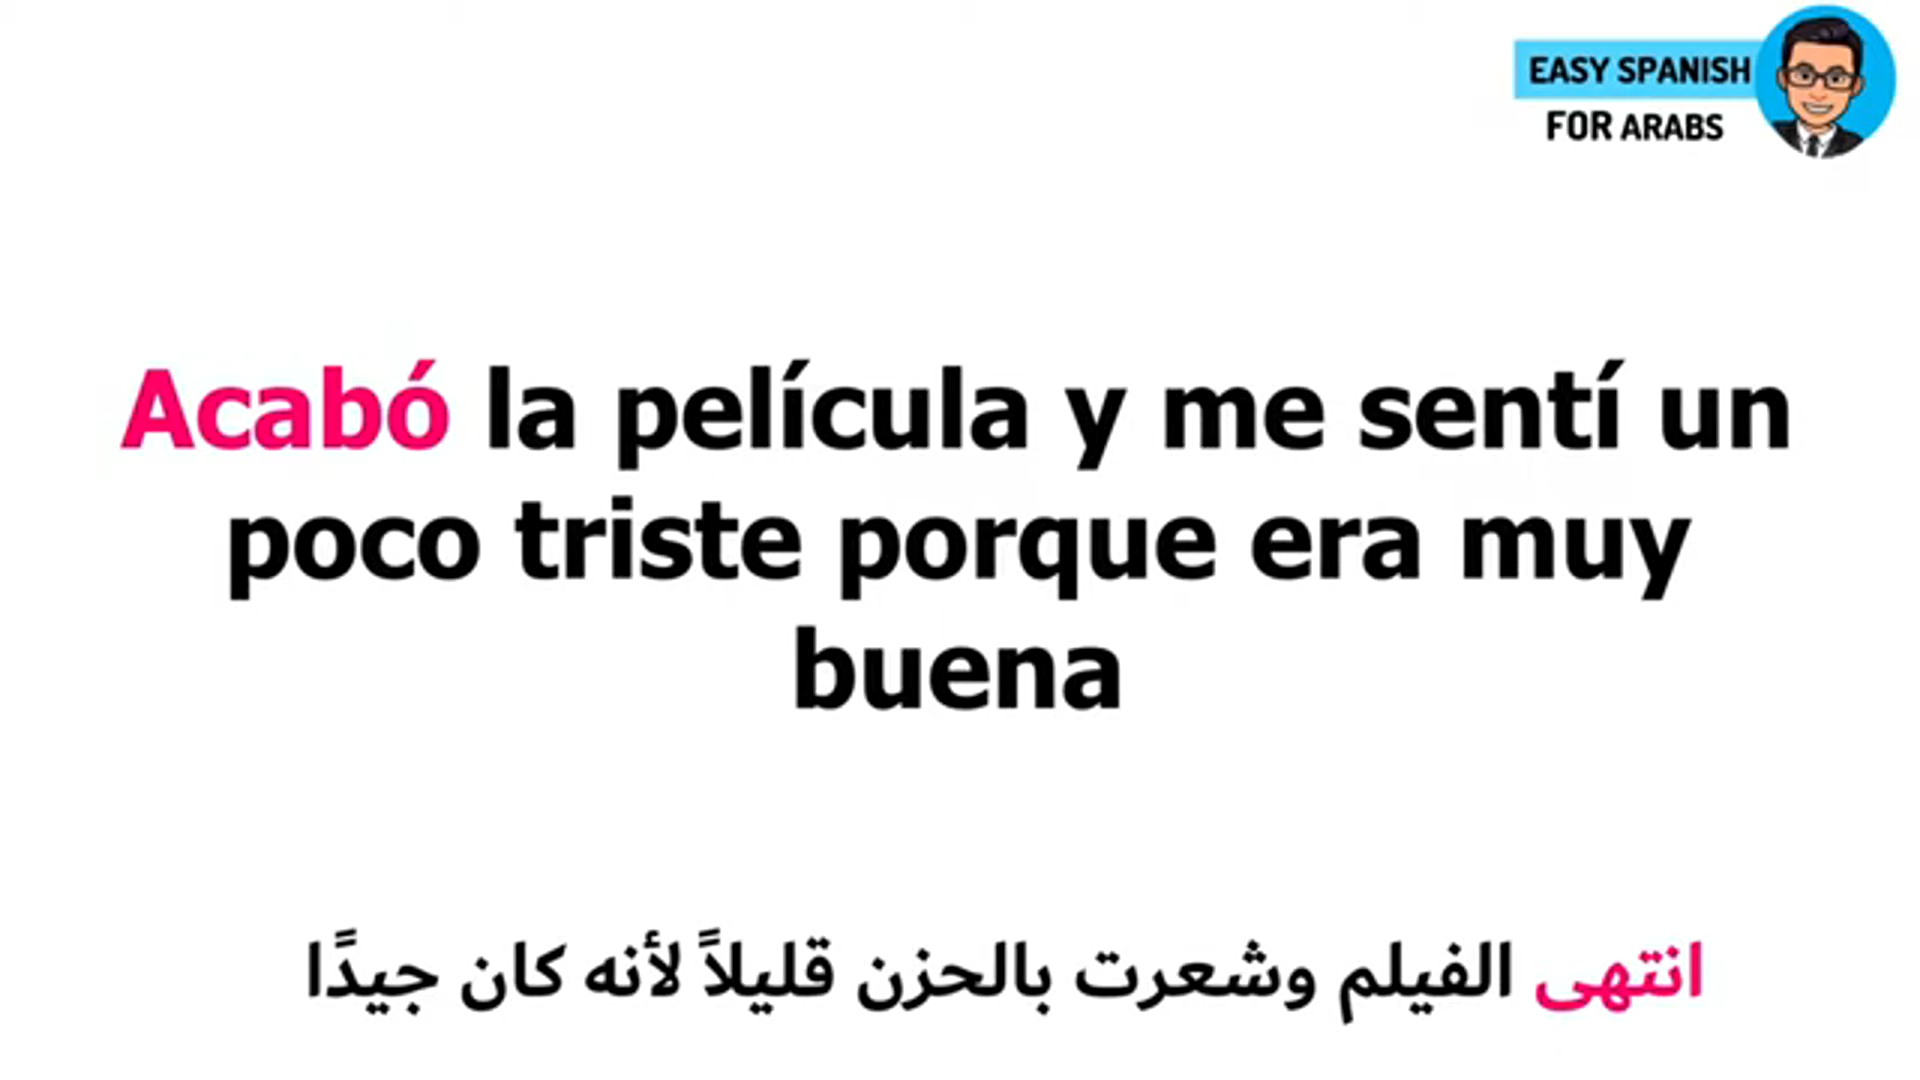 EASY SPANISH
FOR ARABS
Acabó la película y me sentí un
poco triste porque era muy
buena
انتهى الفيلم وشعرت بالحزن قليلاً لأنه كان جيدًا